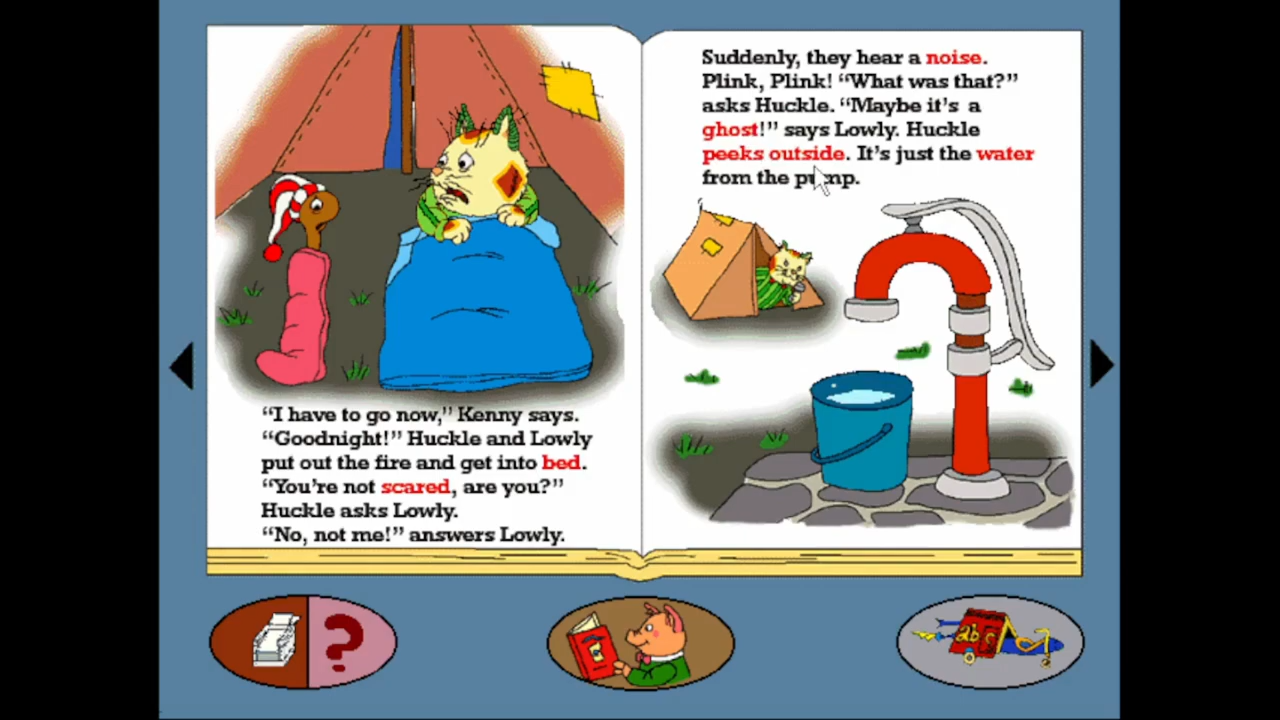 "I have to go now," Kenny says.
"Goodnight!" Huckle and Lowly
put out the fire and get into bed.
"You're not scared, are you?"
Huckle asks Lowly.
"No, not me!" answers Lowly.
Suddenly, they hear a noise.
Plink, Plink! "What was that?"
asks Huckle. "Maybe it's a
ghost!" says Lowly. Huckle
peeks outside. It's just the water
from the pump.
?
abc